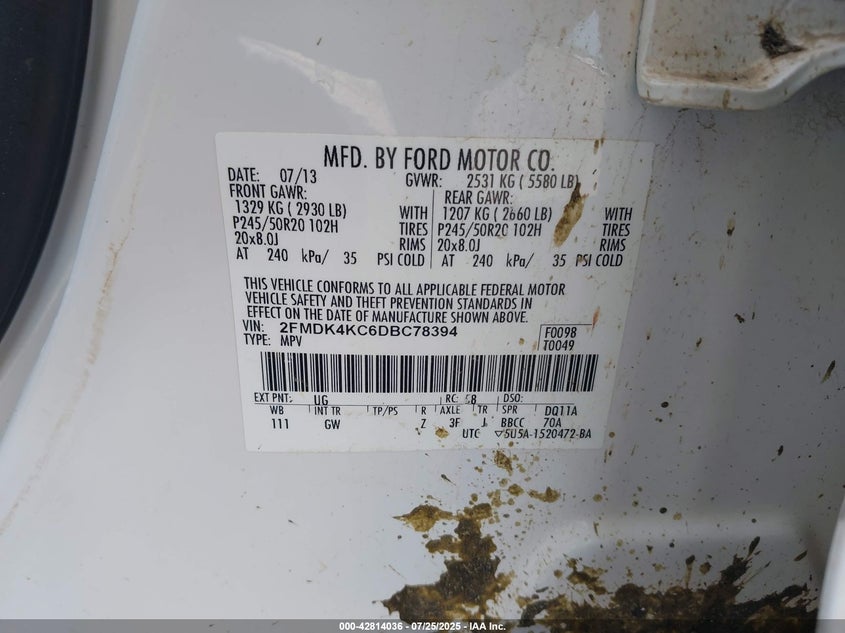 MFD. BY FORD MOTOR CO.
DATE: 07/13 GVWR: 2531 KG ( 5580 LB)
FRONT GAWR: REAR GAWR:
1329 KG ( 2930 LB) WITH 1207 KG ( 2660 LB) WITH
P245/50R20 102H TIRES P245/50R20 102H TIRES
20x8.0J RIMS 20x8.0J RIMS
AT 240 kPa/ 35 PSI COLD AT 240 kPa/ 35 PSI COLD
THIS VEHICLE CONFORMS TO ALL APPLICABLE FEDERAL MOTOR
VEHICLE SAFETY AND THEFT PREVENTION STANDARDS IN
EFFECT ON THE DATE OF MANUFACTURE SHOWN ABOVE.
VIN: 2FMDK4KC6DBC78394 F0098
TYPE: MPV T0049
EXT PNT: UG RC: 58 DSO:
WB INT TR TP/PS R AXLE TR SPR DQ11A
111 GW Z 3F J BBCC 70A
UTC ▽5U5A-1520472-BA
000-42814036 - 07/25/2025 - IAA Inc.